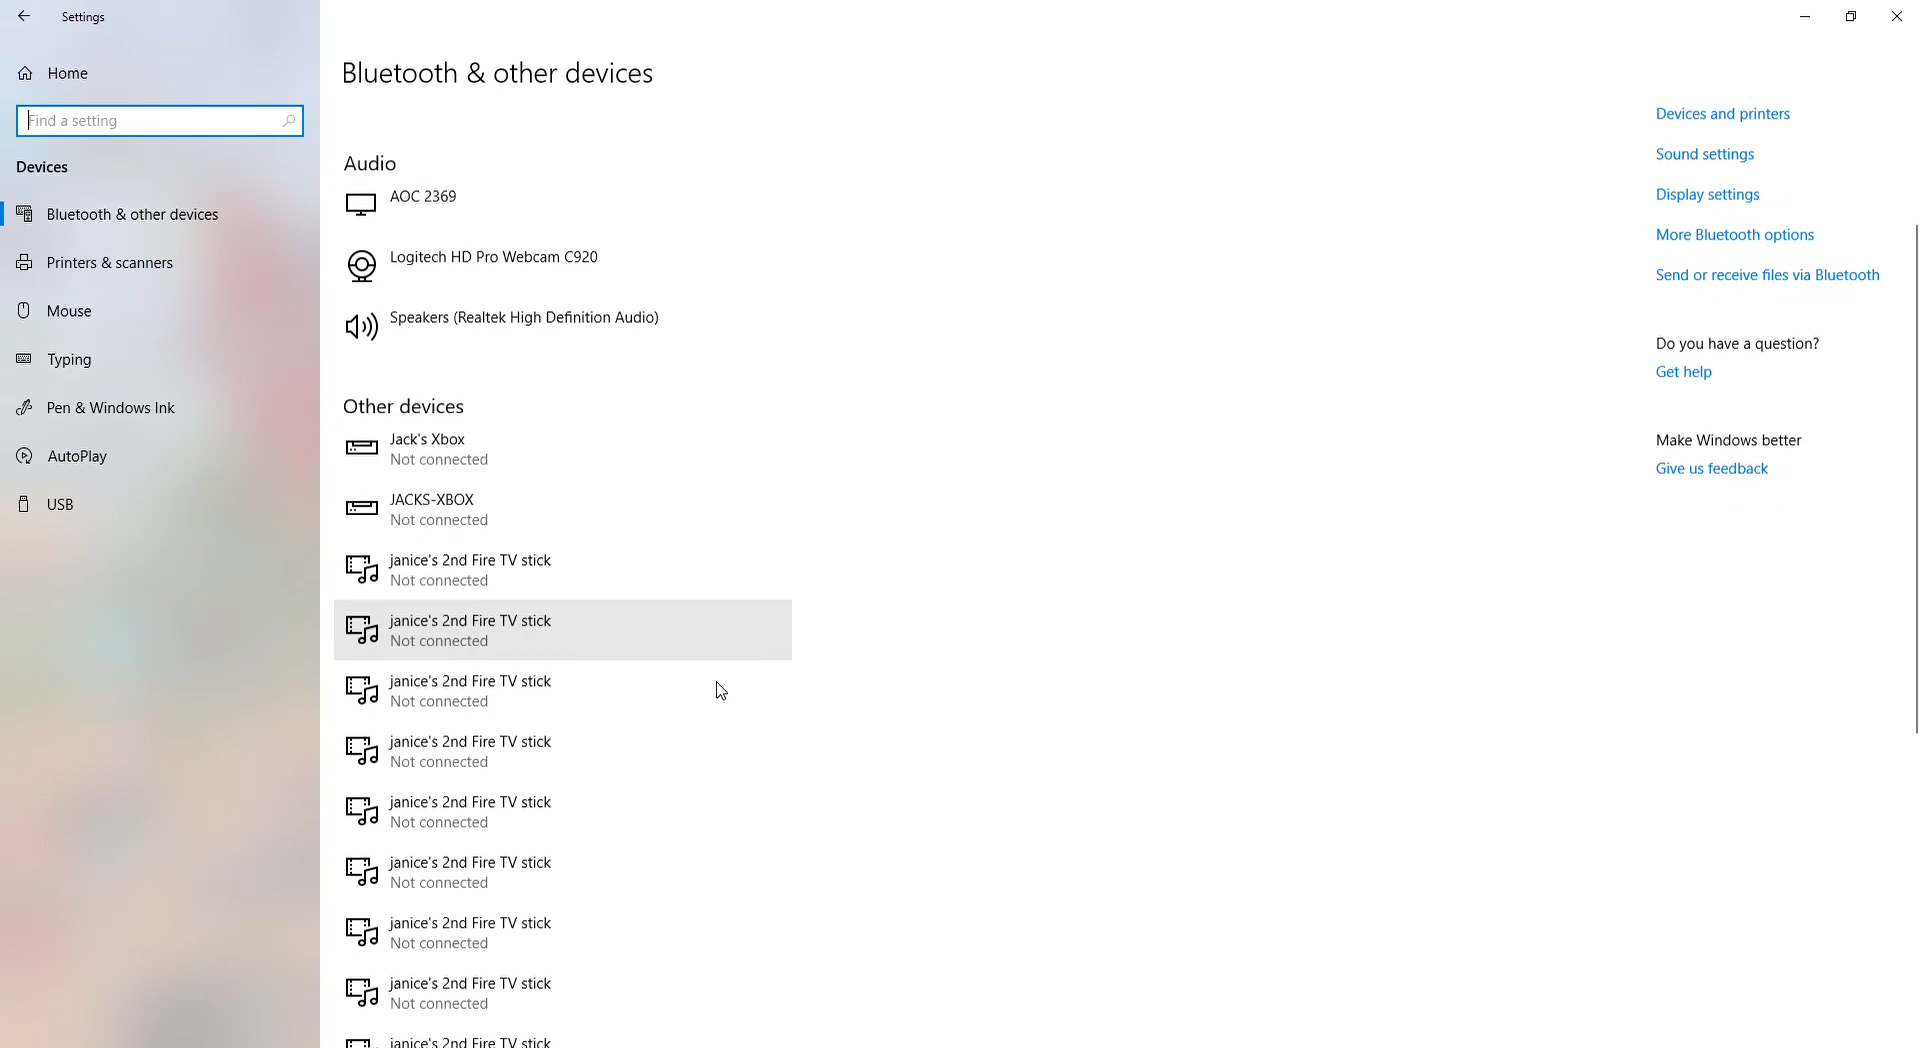 Settings
Home
Find a setting
Devices
Bluetooth & other devices
Printers & scanners
Mouse
Typing
Pen & Windows Ink
AutoPlay
USB
Bluetooth & other devices
Audio
AOC 2369
Logitech HD Pro Webcam C920
Speakers (Realtek High Definition Audio)
Other devices
Jack's Xbox
Not connected
JACKS-XBOX
Not connected
janice's 2nd Fire TV stick
Not connected
janice's 2nd Fire TV stick
Not connected
janice's 2nd Fire TV stick
Not connected
janice's 2nd Fire TV stick
Not connected
janice's 2nd Fire TV stick
Not connected
janice's 2nd Fire TV stick
Not connected
janice's 2nd Fire TV stick
Not connected
janice's 2nd Fire TV stick
Not connected
janice's 2nd Fire TV stick
Devices and printers
Sound settings
Display settings
More Bluetooth options
Send or receive files via Bluetooth
Do you have a question?
Get help
Make Windows better
Give us feedback